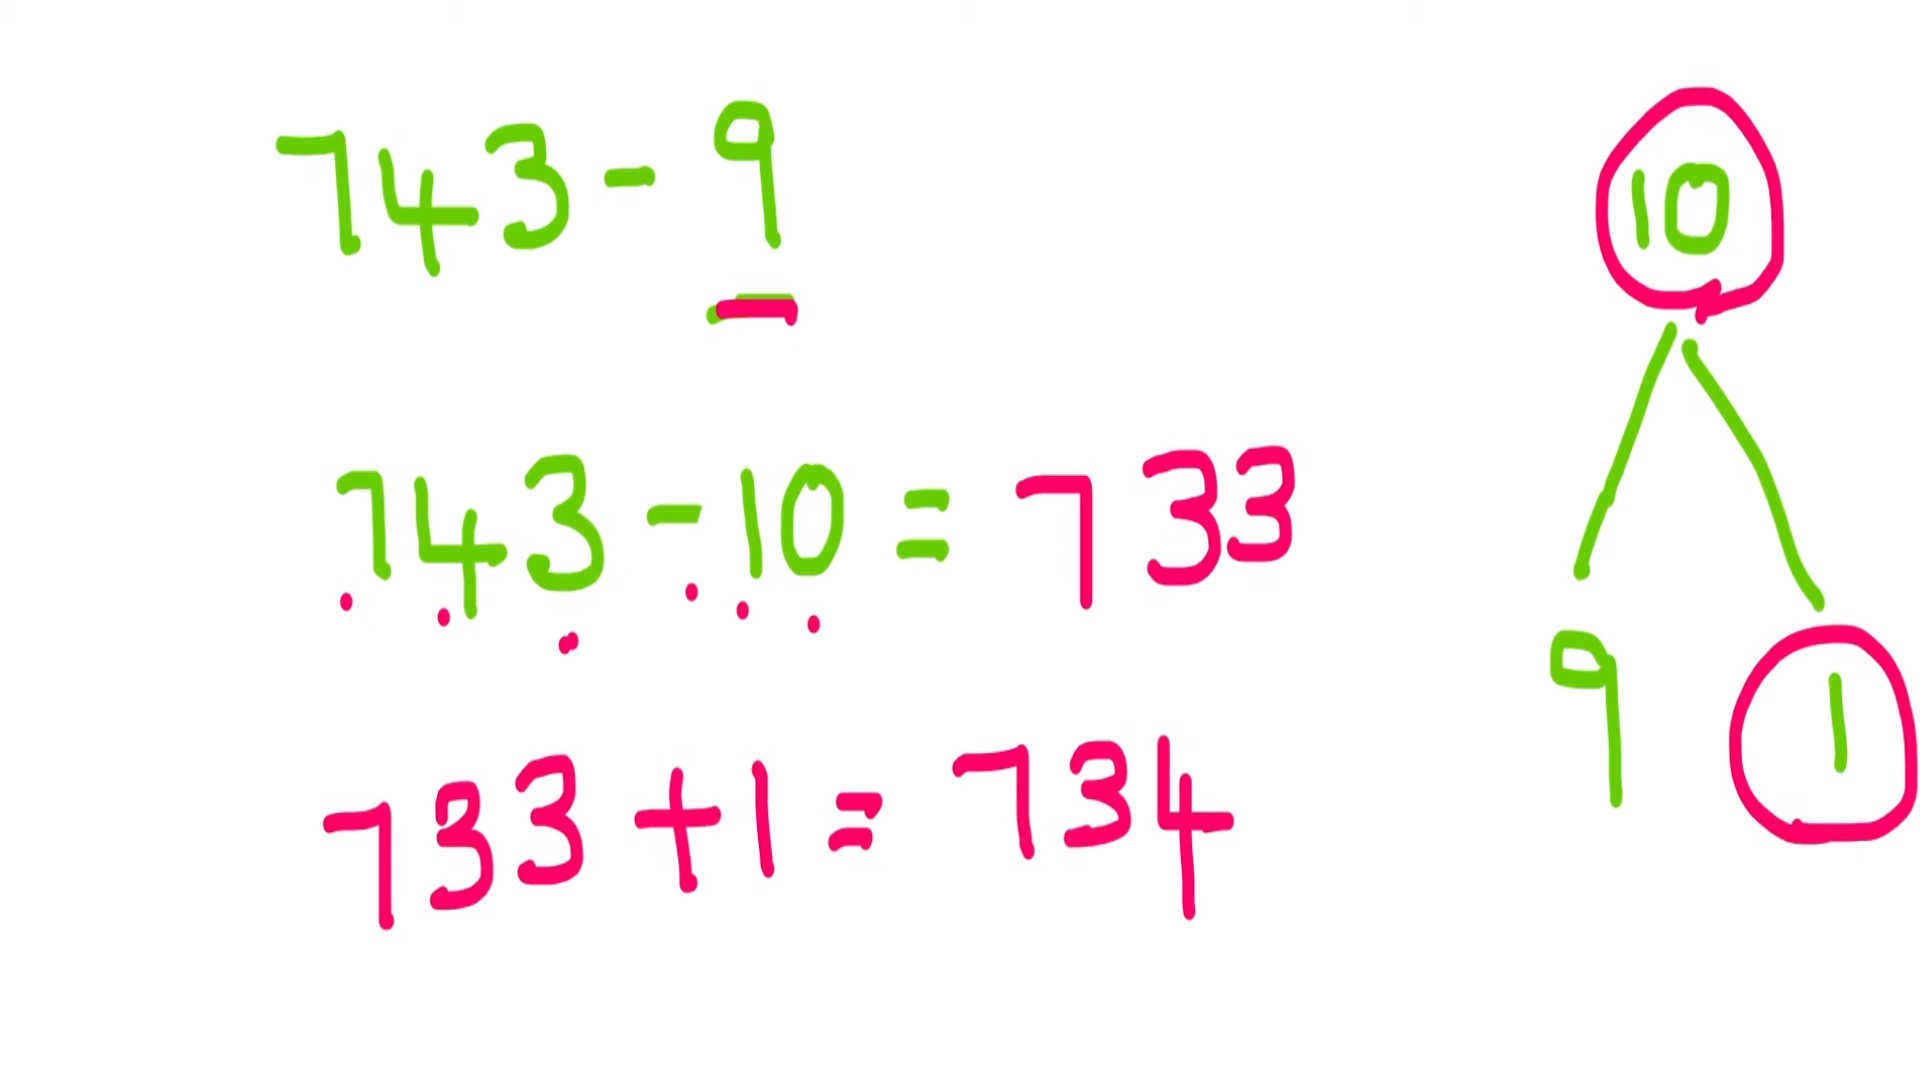 743 - 9
10
743 - 10 = 733
9 1
733 + 1 = 734